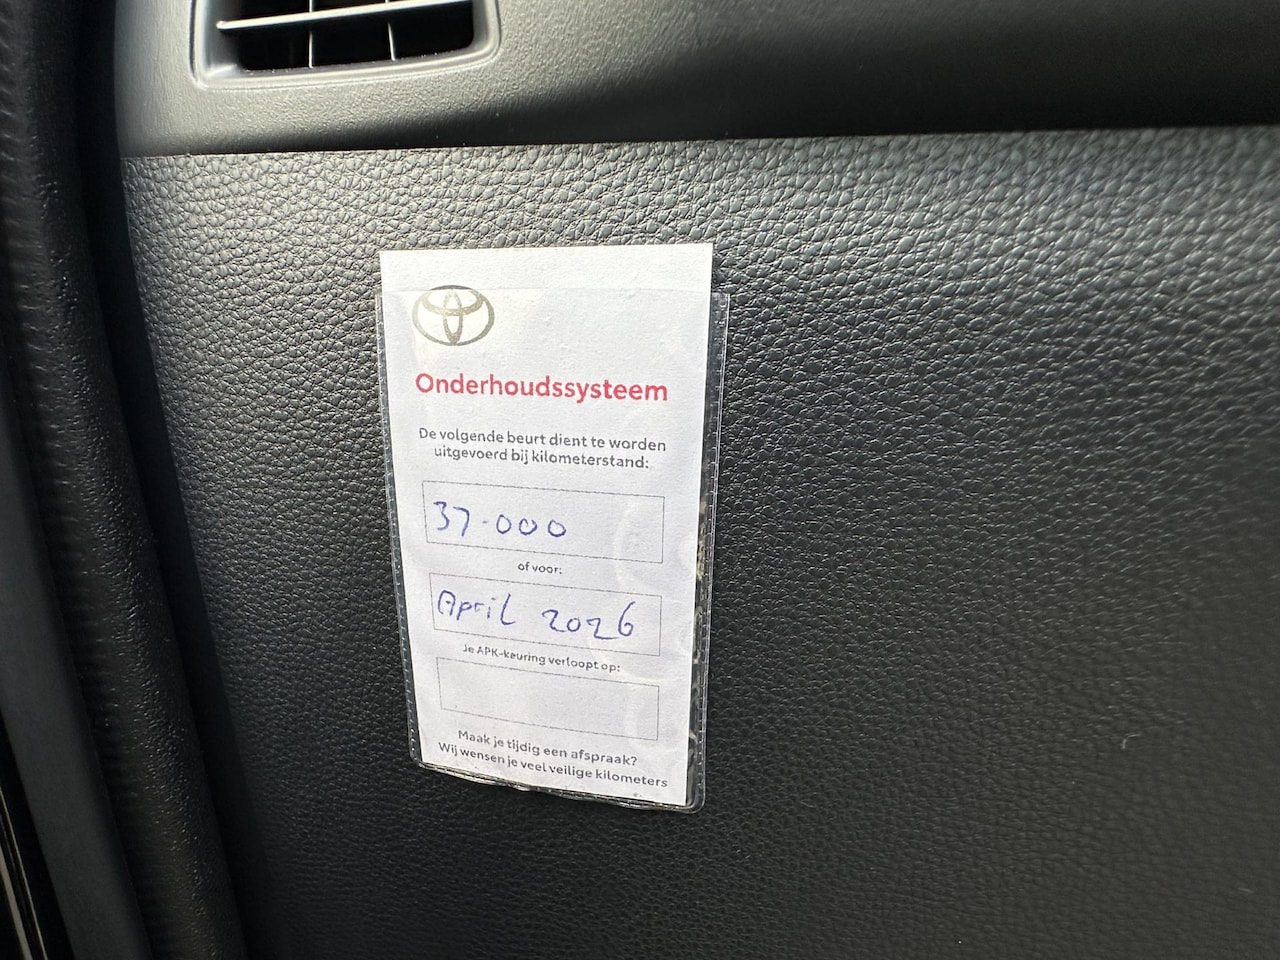 Onderhoudssysteem
De volgende beurt dient te worden
uitgevoerd bij kilometerstand:
37.000
of voor:
April 2026
Je APK-keuring verloopt op:
Maak je tijdig een afspraak?
Wij wensen je veel veilige kilometers